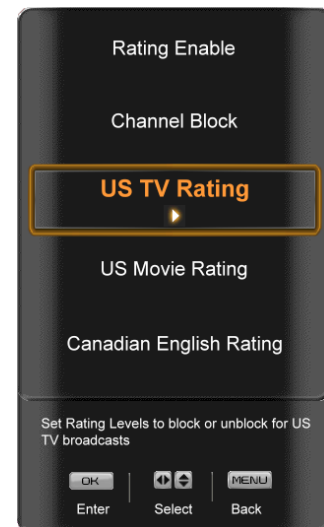 Rating Enable
Channel Block
US TV Rating
US Movie Rating
Canadian English Rating
Set Rating Levels to block or unblock for US
TV broadcasts
OK MENU
Enter Select Back